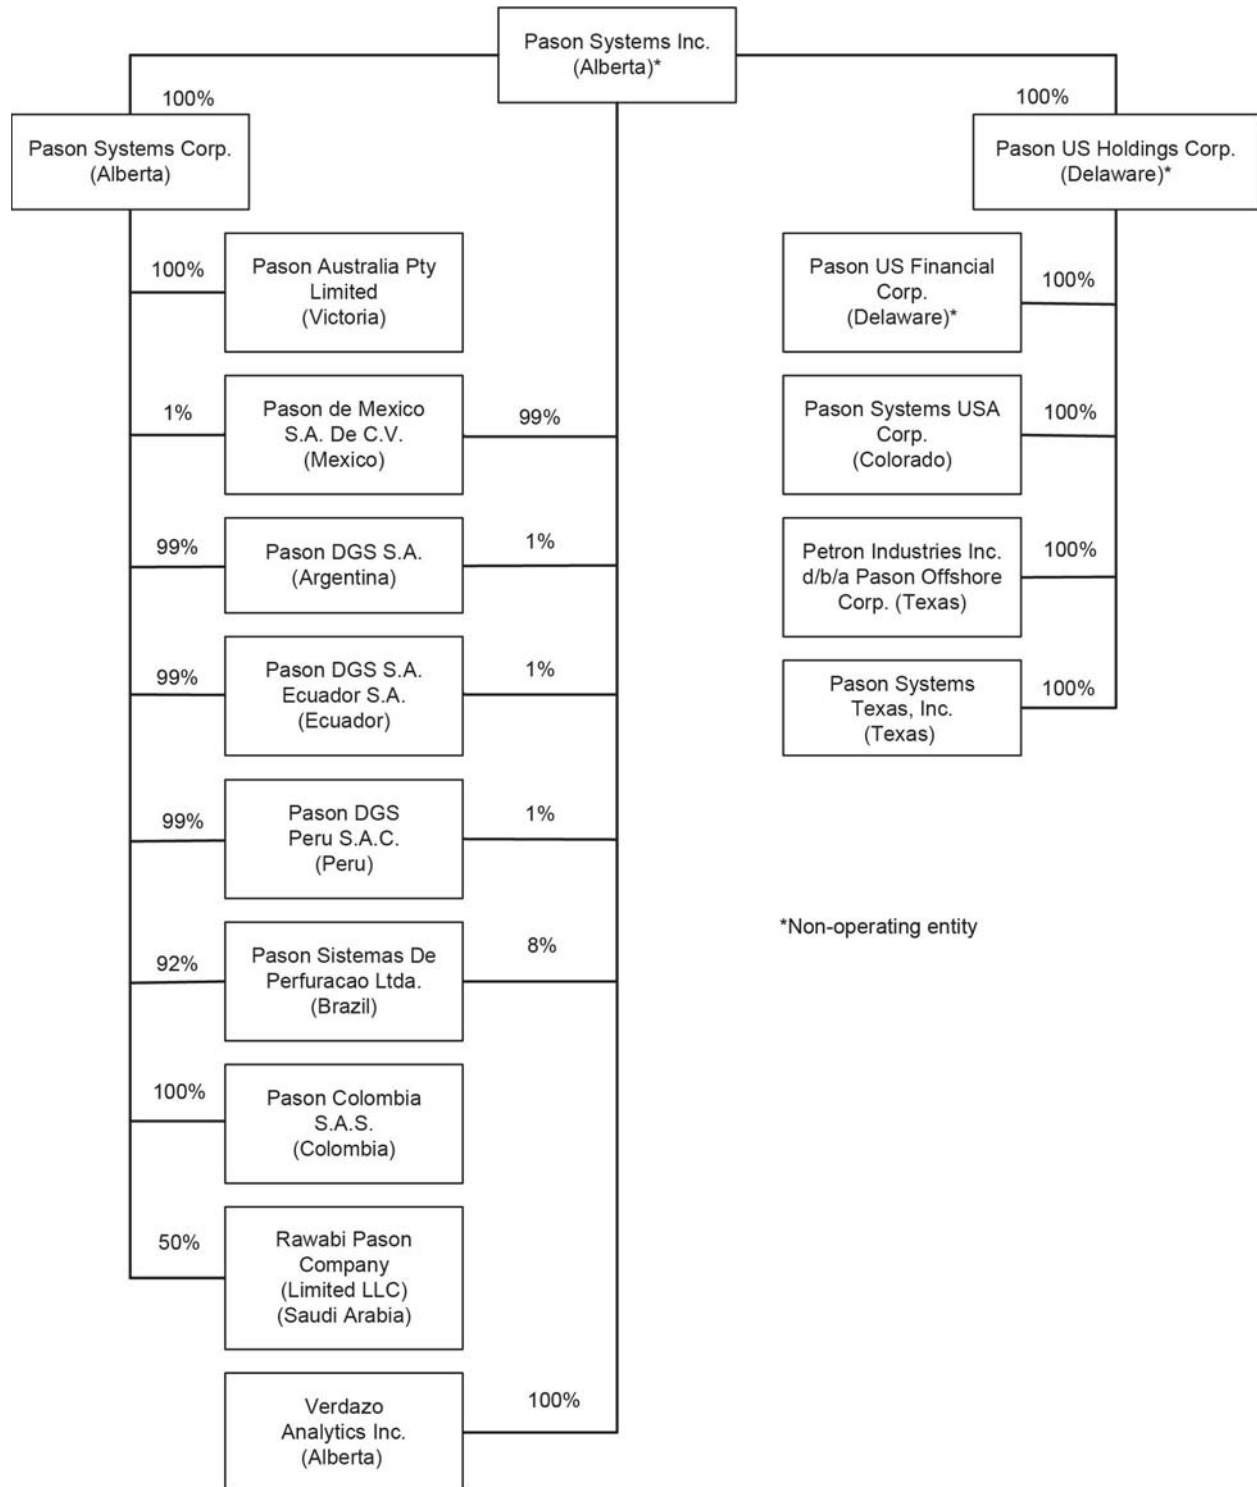 Pason Systems Inc.
(Alberta)*
100%
100%
Pason Systems Corp.
(Alberta)
Pason US Holdings Corp.
(Delaware)*
100%
Pason Australia Pty
Limited
(Victoria)
Pason US Financial
Corp.
(Delaware)*
100%
1%
Pason de Mexico
S.A. De C.V.
(Mexico)
99%
Pason Systems USA
Corp.
(Colorado)
100%
99%
Pason DGS S.A.
(Argentina)
1%
Petron Industries Inc.
d/b/a Pason Offshore
Corp. (Texas)
100%
99%
Pason DGS S.A.
Ecuador S.A.
(Ecuador)
1%
Pason Systems
Texas, Inc.
(Texas)
100%
99%
Pason DGS
Peru S.A.C.
(Peru)
1%
*Non-operating entity
92%
Pason Sistemas De
Perfuracao Ltda.
(Brazil)
8%
100%
Pason Colombia
S.A.S.
(Colombia)
50%
Rawabi Pason
Company
(Limited LLC)
(Saudi Arabia)
Verdazo
Analytics Inc.
(Alberta)
100%